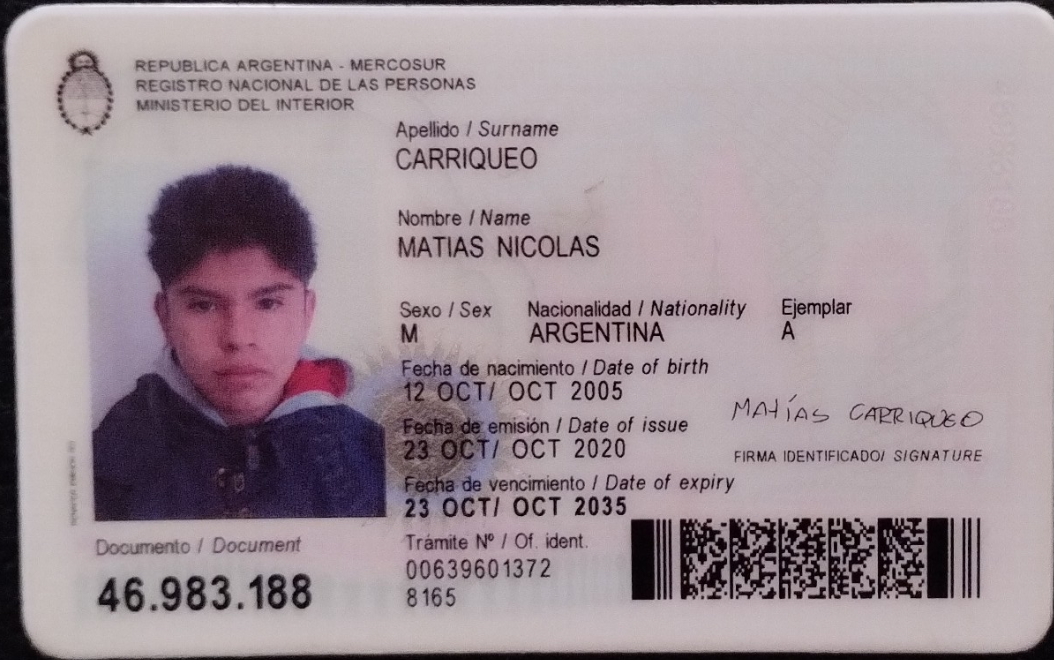 REPUBLICA ARGENTINA - MERCOSUR
REGISTRO NACIONAL DE LAS PERSONAS
MINISTERIO DEL INTERIOR
Apellido / Surname
CARRIQUEO
Nombre / Name
MATIAS NICOLAS
Sexo / Sex Nacionalidad / Nationality Ejemplar
M ARGENTINA A
Fecha de nacimiento / Date of birth
12 OCT/ OCT 2005
Fecha de emisión / Date of issue
23 OCT/ OCT 2020
MATÍAS CARRIQUEO
FIRMA IDENTIFICADO/ SIGNATURE
Fecha de vencimiento / Date of expiry
23 OCT/ OCT 2035
Documento / Document
46.983.188
Trámite Nº / Of. ident.
00639601372
8165